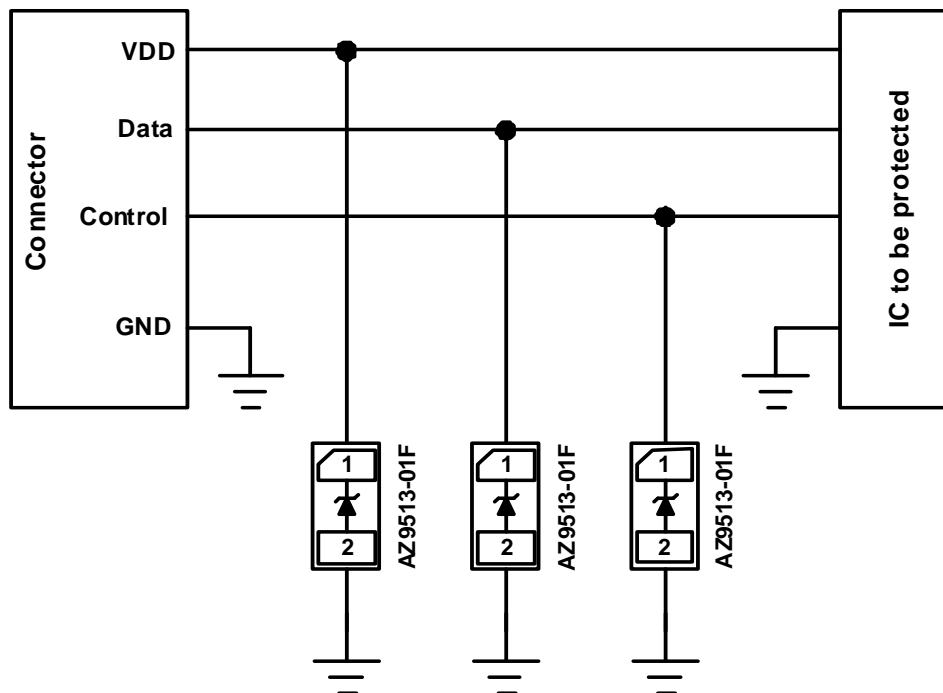 Connector
VDD
Data
Control
GND
IC to be protected
1
2
AZ9513-01F
1
2
AZ9513-01F
1
2
AZ9513-01F